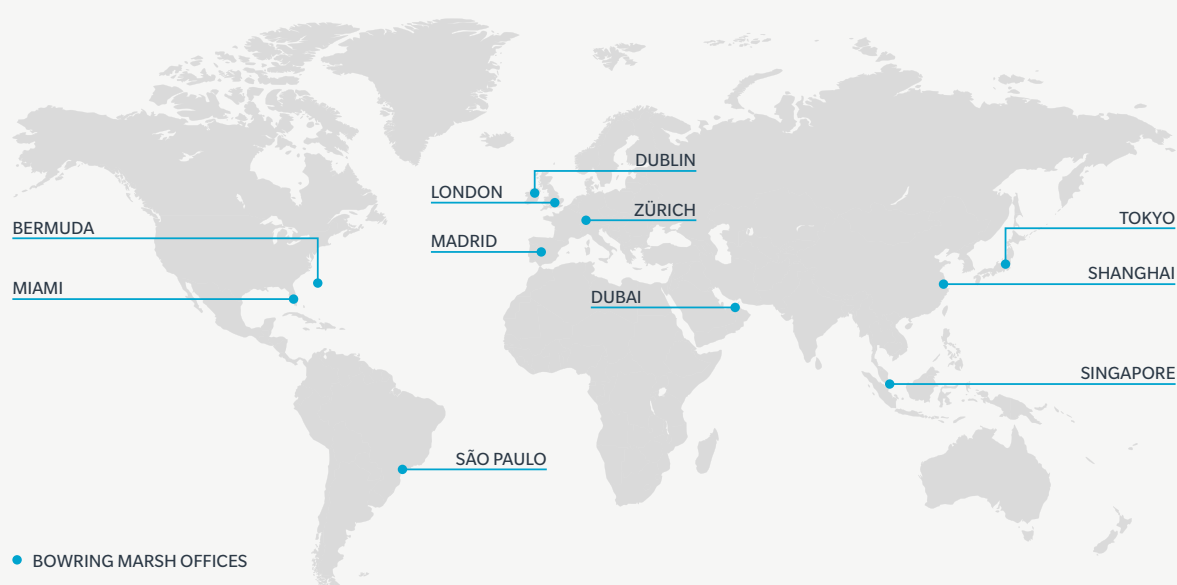 DUBLIN
LONDON
ZÜRICH
TOKYO
BERMUDA
MADRID
SHANGHAI
MIAMI
DUBAI
SINGAPORE
SÃO PAULO
BOWRING MARSH OFFICES